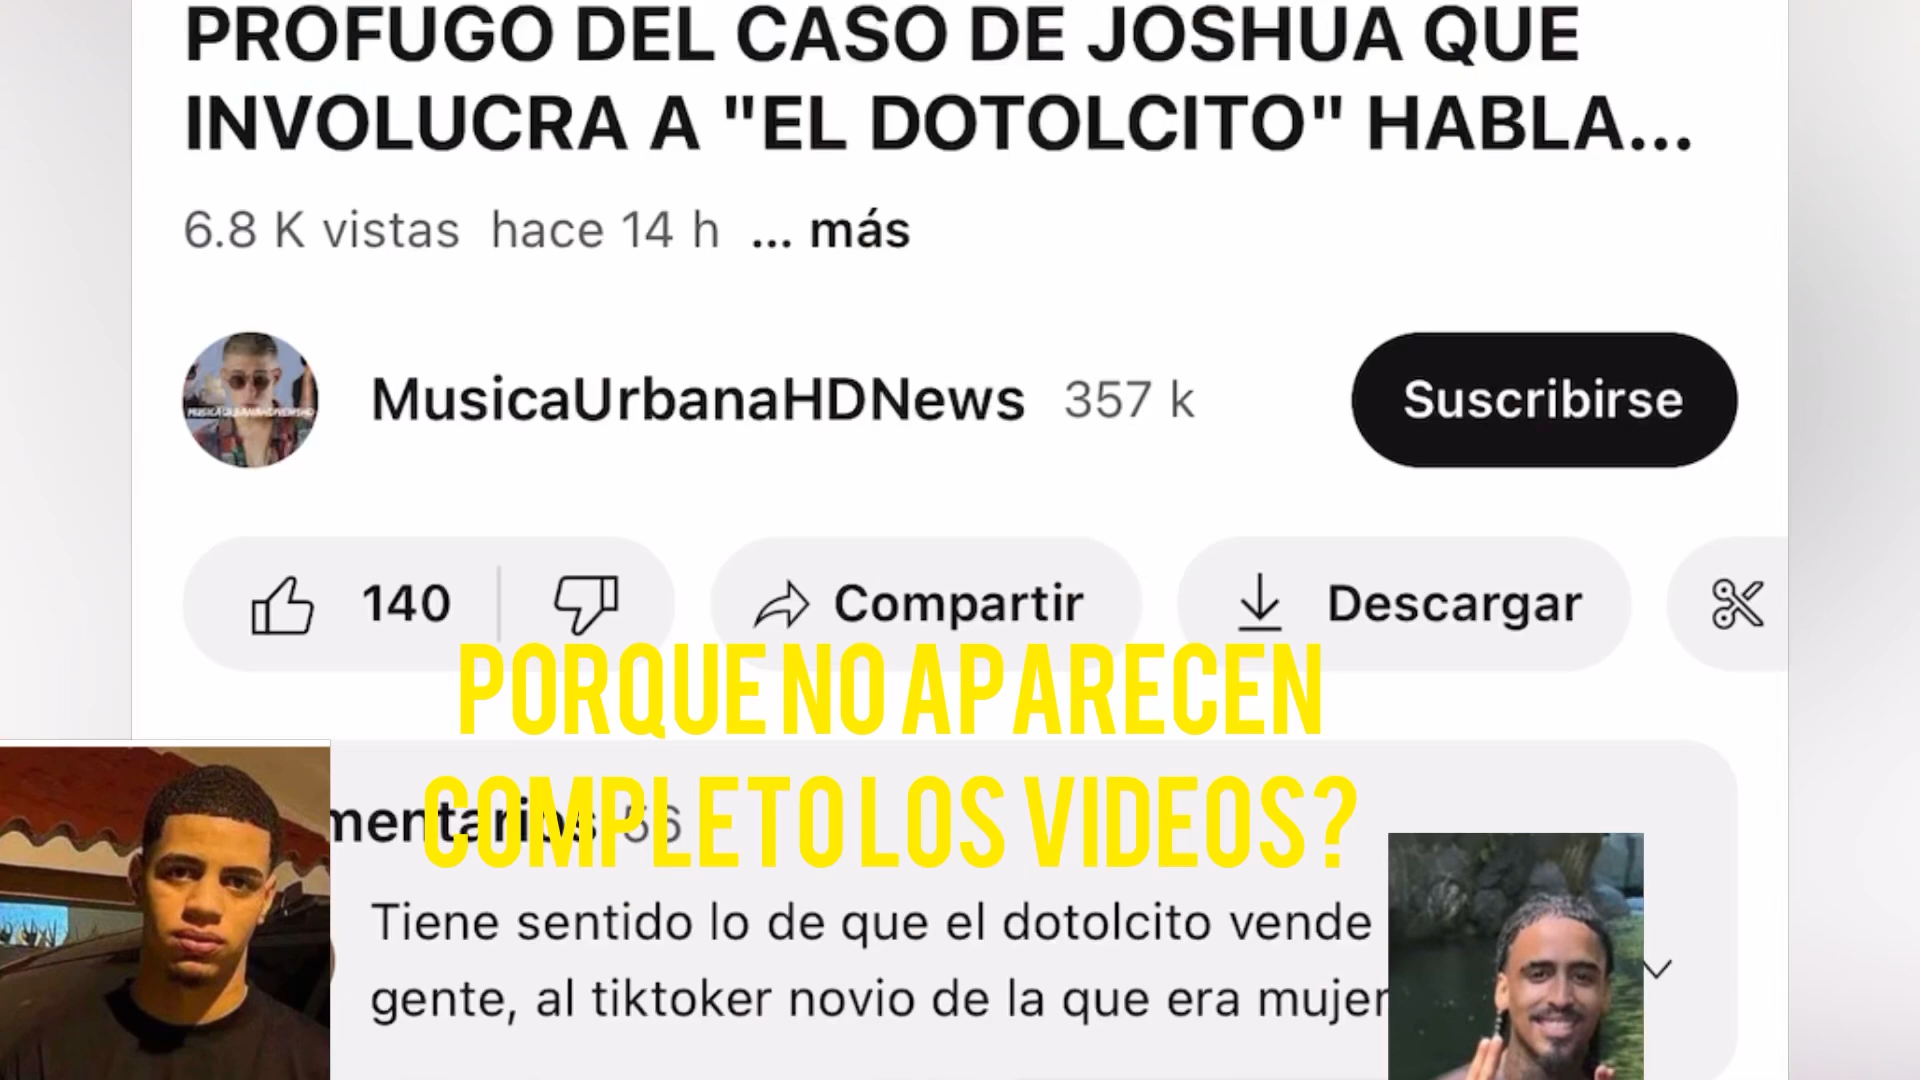 PROFUGO DEL CASO DE JOSHUA QUE
INVOLUCRA A "EL DOTOLCITO" HABLA...
6.8 K vistas hace 14 h ... más
MusicaUrbanaHDNews 357 k
Suscribirse
140
Compartir
Descargar
PORQUE NO APARECEN
COMPLETO LOS VIDEOS?
mentarios 56
Tiene sentido lo de que el dotolcito vende
gente, al tiktoker novio de la que era mujer